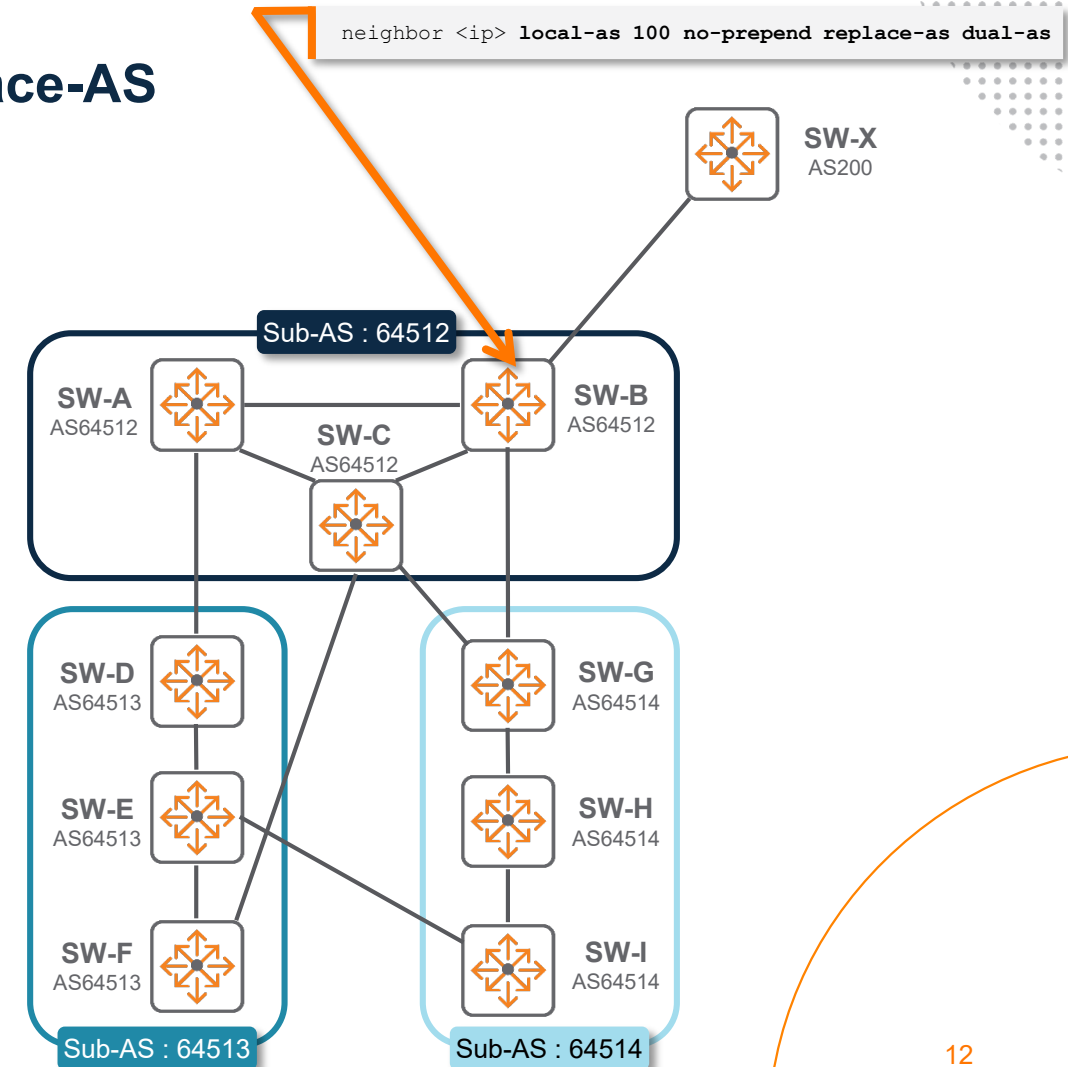 neighbor <ip> local-as 100 no-prepend replace-as dual-as
ace-AS
SW-X
AS200
Sub-AS : 64512
SW-A
AS64512
SW-B
AS64512
SW-C
AS64512
SW-D
AS64513
SW-G
AS64514
SW-E
AS64513
SW-H
AS64514
SW-F
AS64513
SW-I
AS64514
Sub-AS : 64513
Sub-AS : 64514
12